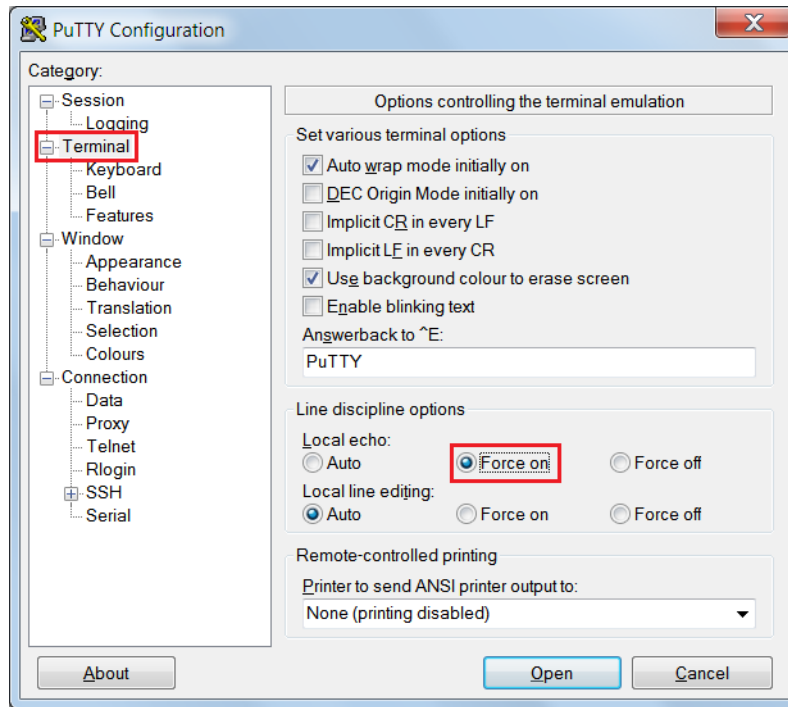 PuTTY Configuration
Category:
Session
Logging
Terminal
Keyboard
Bell
Features
Window
Appearance
Behaviour
Translation
Selection
Colours
Connection
Data
Proxy
Telnet
Rlogin
SSH
Serial
Options controlling the terminal emulation
Set various terminal options
Auto wrap mode initially on
DEC Origin Mode initially on
Implicit CR in every LF
Implicit LF in every CR
Use background colour to erase screen
Enable blinking text
Answerback to ^E:
PuTTY
Line discipline options
Local echo:
Auto Force on Force off
Local line editing:
Auto Force on Force off
Remote-controlled printing
Printer to send ANSI printer output to:
None (printing disabled)
About Open Cancel